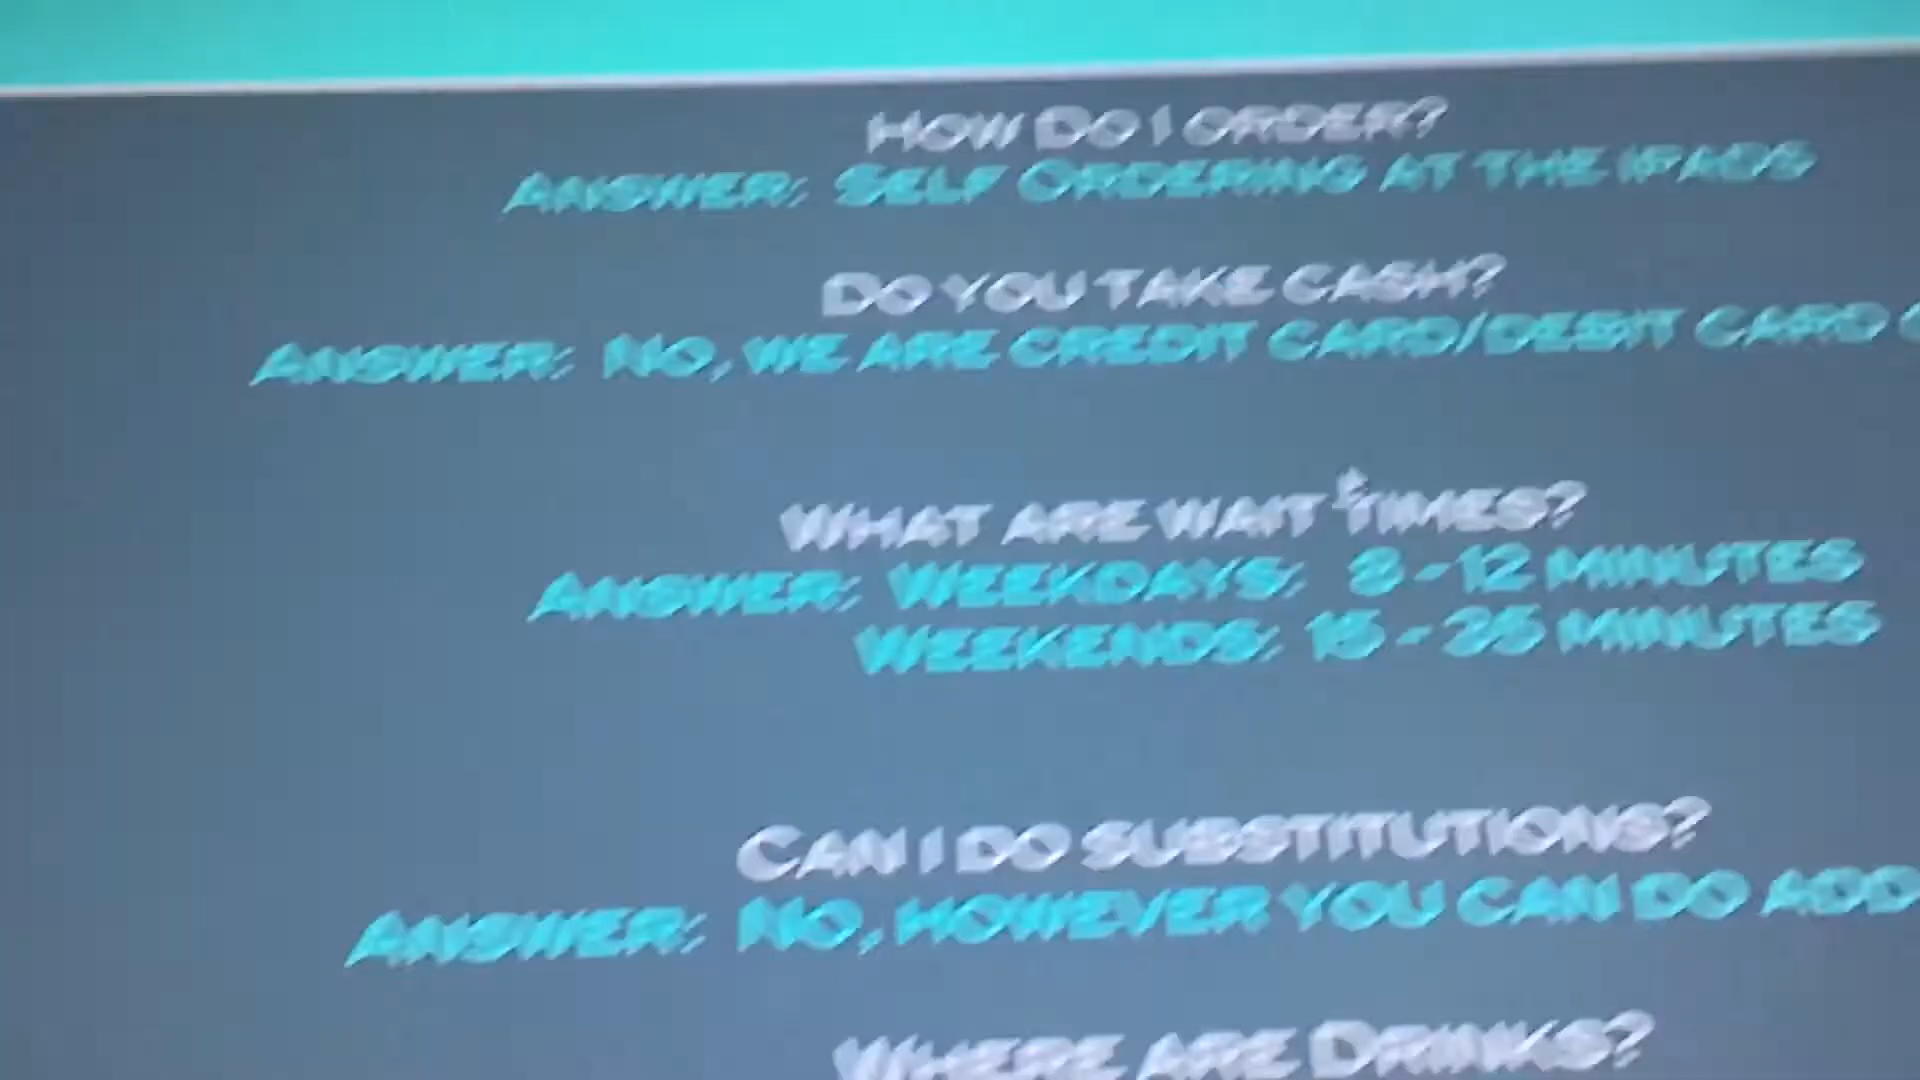 How Do I order?
Answer: Self Ordering at the iPads
Do you take cash?
Answer: No, we are credit card/debit card
What are wait times?
Answer: Weekdays: 8 - 12 minutes
Weekends: 15 - 25 minutes
Can I do substitutions?
Answer: No, however you can do add
Where are Drinks?